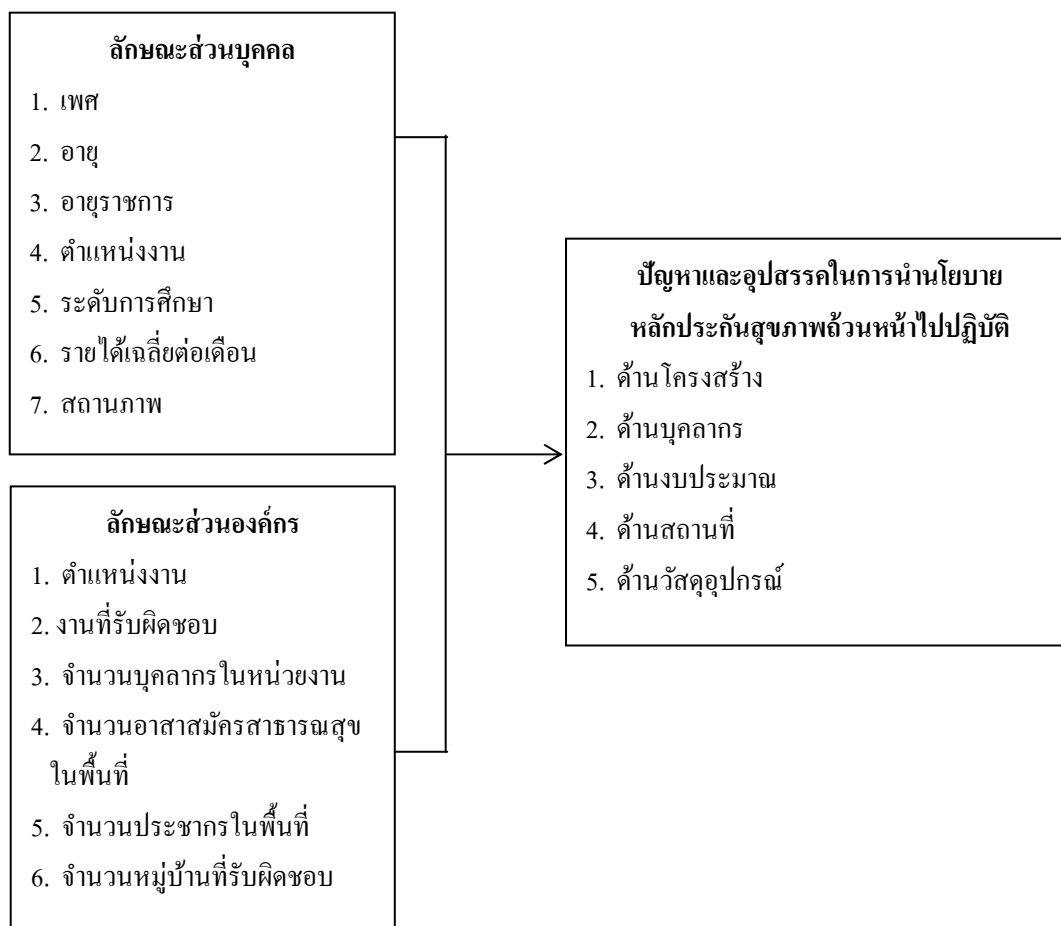 ลักษณะส่วนบุคคล
1. เพศ
2. อายุ
3. อายุราชการ
4. ตำแหน่งงาน
5. ระดับการศึกษา
6. รายได้เฉลี่ยต่อเดือน
7. สถานภาพ
ลักษณะส่วนองค์กร
1. ตำแหน่งงาน
2. งานที่รับผิดชอบ
3. จำนวนบุคลากรในหน่วยงาน
4. จำนวนอาสาสมัครสาธารณสุข
ในพื้นที่
5. จำนวนประชากรในพื้นที่
6. จำนวนหมู่บ้านที่รับผิดชอบ
ปัญหาและอุปสรรคในการนำนโยบาย
หลักประกันสุขภาพถ้วนหน้าไปปฏิบัติ
1. ด้านโครงสร้าง
2. ด้านบุคลากร
3. ด้านงบประมาณ
4. ด้านสถานที่
5. ด้านวัสดุอุปกรณ์